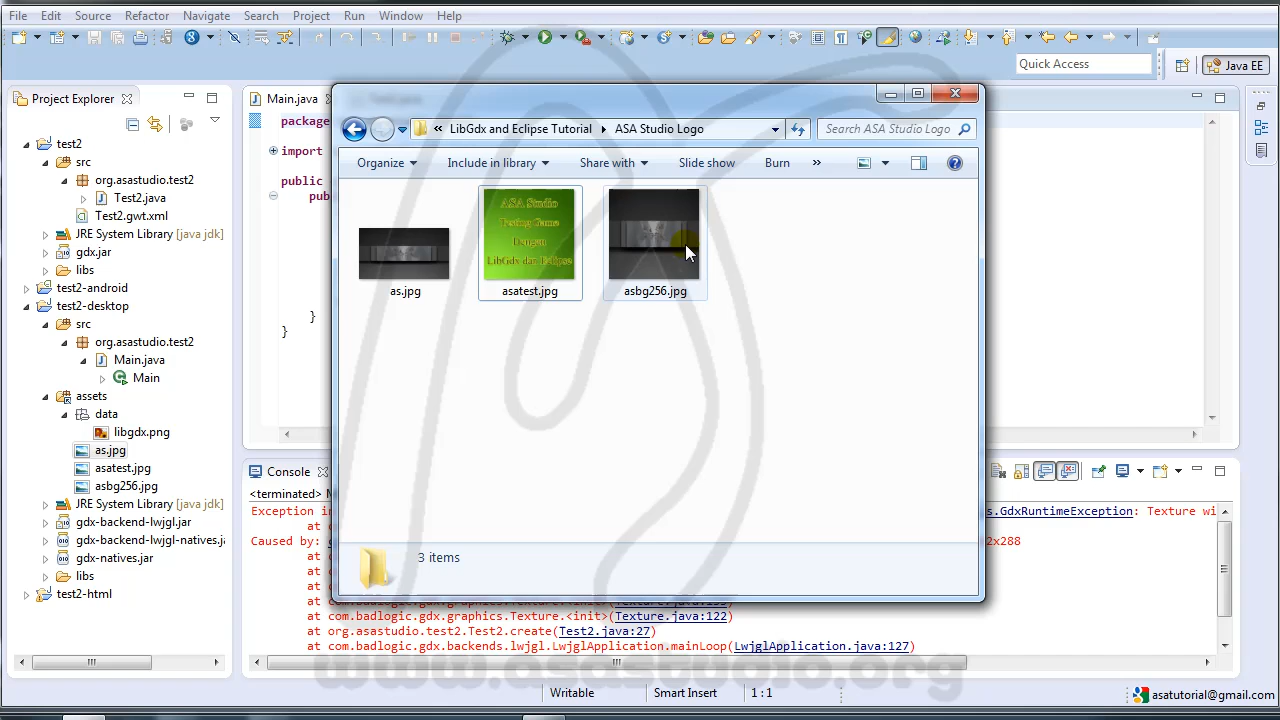 File Edit Source Refactor Navigate Search Project Run Window Help
Quick Access
Java EE
Project Explorer
test2
src
org.asastudio.test2
Test2.java
Test2.gwt.xml
JRE System Library [java jdk]
gdx.jar
libs
test2-android
test2-desktop
src
org.asastudio.test2
Main.java
Main
assets
data
libgdx.png
as.jpg
asatest.jpg
asbg256.jpg
JRE System Library [java jdk]
gdx-backend-lwjgl.jar
gdx-backend-lwjgl-natives.ja
gdx-natives.jar
libs
test2-html
Main.java
package
import
public
pub
}
}
LibGdx and Eclipse Tutorial
ASA Studio Logo
Search ASA Studio Logo
Organize Include in library Share with Slide show Burn »
ASA Studio
Testing Game
Dengan
LibGdx dan Eclipse
as.jpg
asatest.jpg
asbg256.jpg
3 items
Console
<terminated>
Exception in
s.GdxRuntimeException: Texture wi
at
Caused by:
2x288
at
at
at
at com.badlogic.gdx.graphics.Texture.<init>(Texture.java:122)
at org.asastudio.test2.Test2.create(Test2.java:27)
at com.badlogic.gdx.backends.lwjgl.LwjglApplication.mainLoop(LwjglApplication.java:127)
www.asastudio.org
Writable
Smart Insert
1 : 1
asatutorial@gmail.com